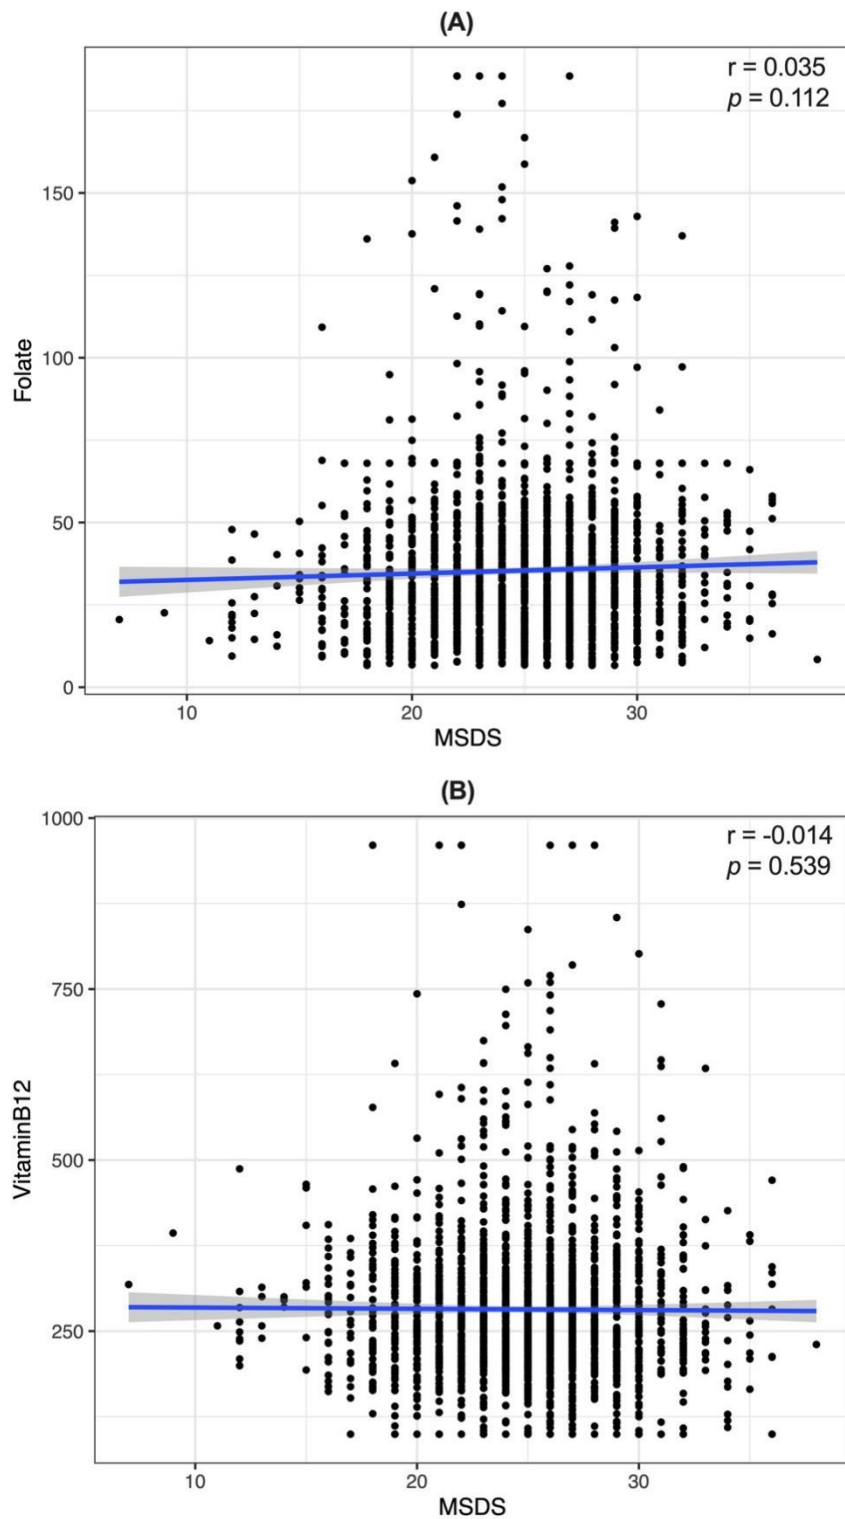 (A)
r = 0.035
p = 0.112
150
100
50
0
Folate
10 20 30
MSDS
(B)
r = -0.014
p = 0.539
1000
750
500
250
VitaminB12
10 20 30
MSDS